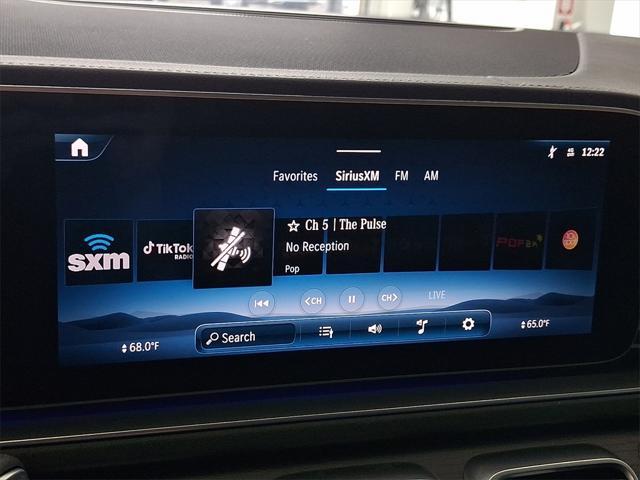 12:22
Favorites SiriusXM FM AM
sxm
TikTok
RADIO
Ch 5 | The Pulse
No Reception
Pop
<CH CH> LIVE
Search
68.0°F
65.0°F